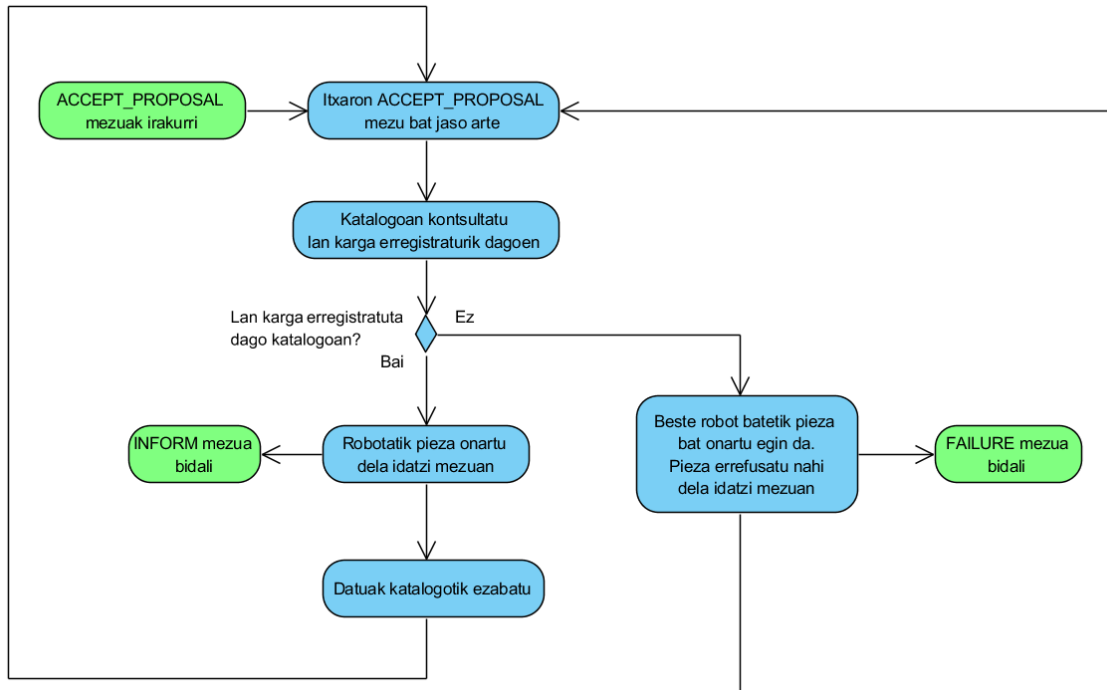 ACCEPT_PROPOSAL
mezuak irakurri
Itxaron ACCEPT_PROPOSAL
mezu bat jaso arte
Katalogoan kontsultatu
lan karga erregistraturik dagoen
Lan karga erregistratuta
dago katalogoan?
Ez
Bai
INFORM mezua
bidali
Robotatik pieza onartu
dela idatzi mezuan
Beste robot batetik pieza
bat onartu egin da.
Pieza errefusatu nahi
dela idatzi mezuan
FAILURE mezua
bidali
Datuak katalogotik ezabatu